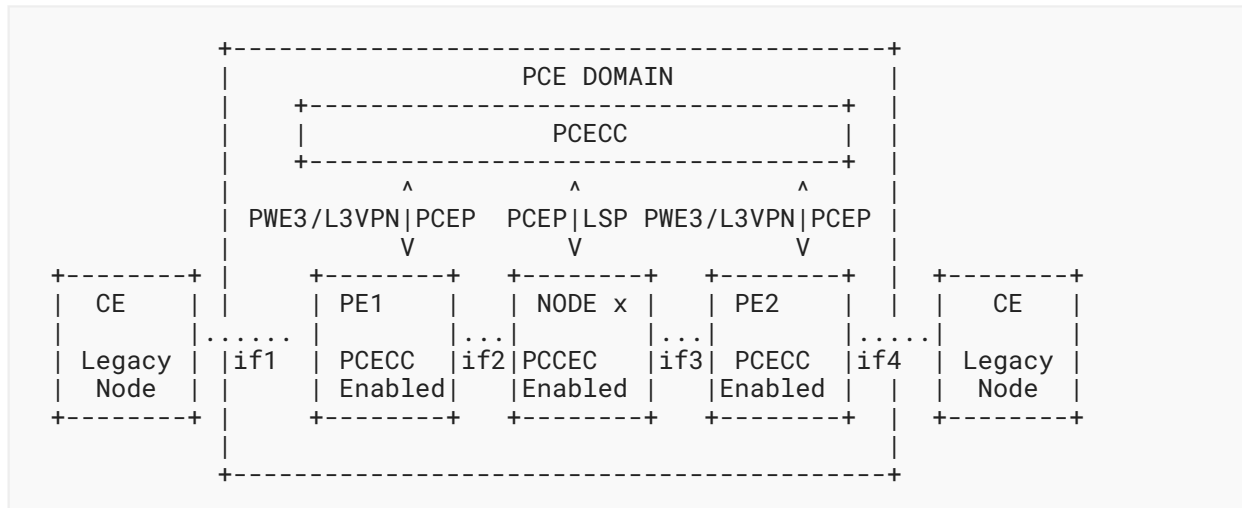 PCE DOMAIN
PCECC
^ ^ ^
PWE3/L3VPN|PCEP PCEP|LSP PWE3/L3VPN|PCEP
V V V
CE PE1 NODE x PE2 CE
...... ... ... .....
Legacy if1 PCECC if2 PCCEC if3 PCECC if4 Legacy
Node Enabled Enabled Enabled Node